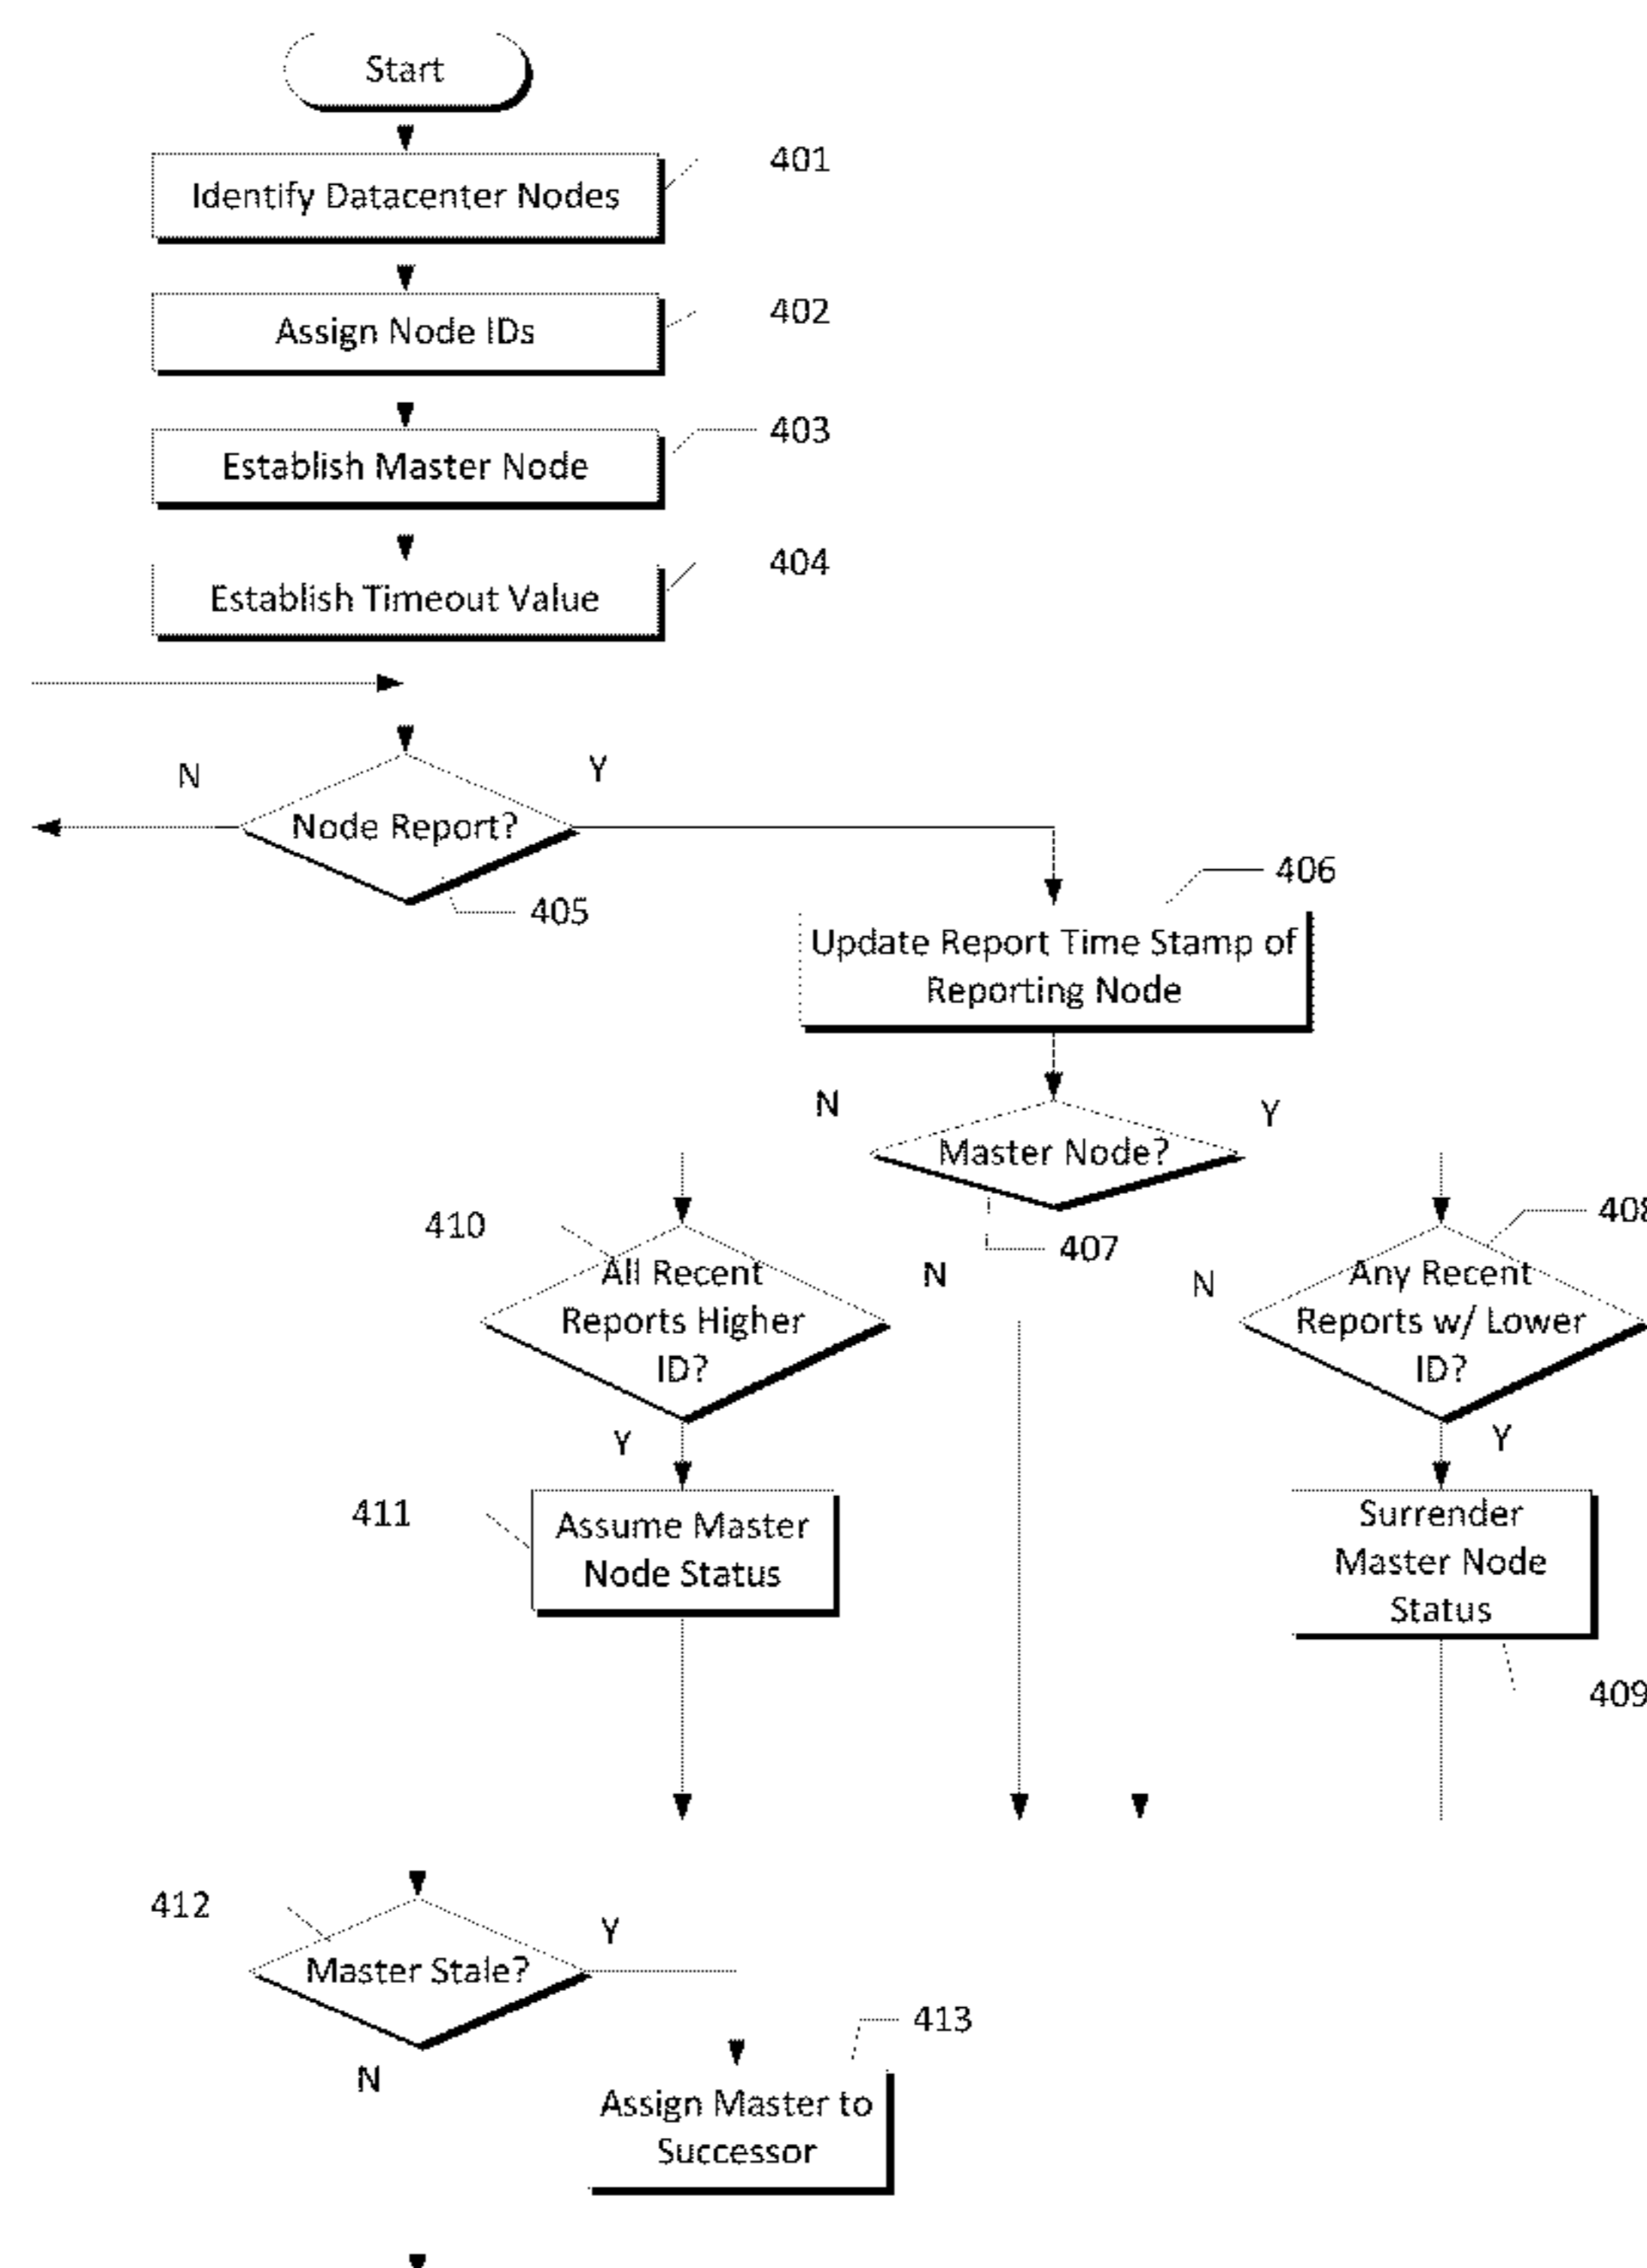 Start
401
Identify Datacenter Nodes
402
Assign Node IDs
403
Establish Master Node
404
Establish Timeout Value
N
Y
Node Report?
405
406
Update Report Time Stamp of
Reporting Node
N
Y
Master Node?
407
410
All Recent
Reports Higher
ID?
N
408
N
Any Recent
Reports w/ Lower
ID?
Y
Y
411
Assume Master
Node Status
Surrender
Master Node
Status
409
412
Y
Master Stale?
N
413
Assign Master to
Successor